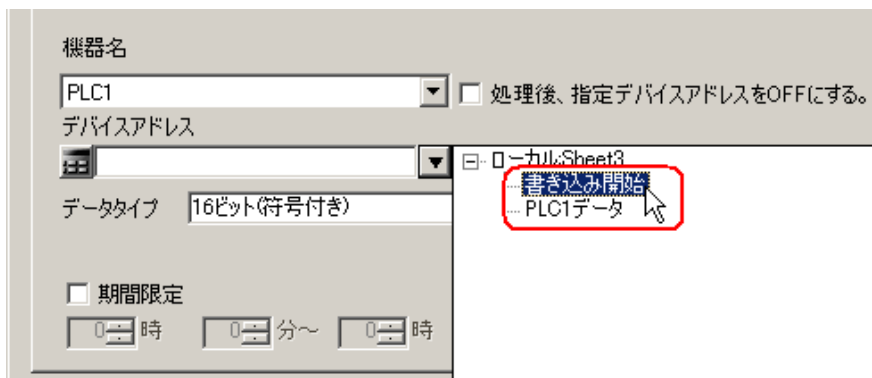 機器名
PLC1
処理後、指定デバイスアドレスをOFFにする。
デバイスアドレス
ローカル:Sheet3
書き込み開始
データタイプ 16ビット(符号付き)
PLC1データ
期間限定
0 時 0 分～ 0 時